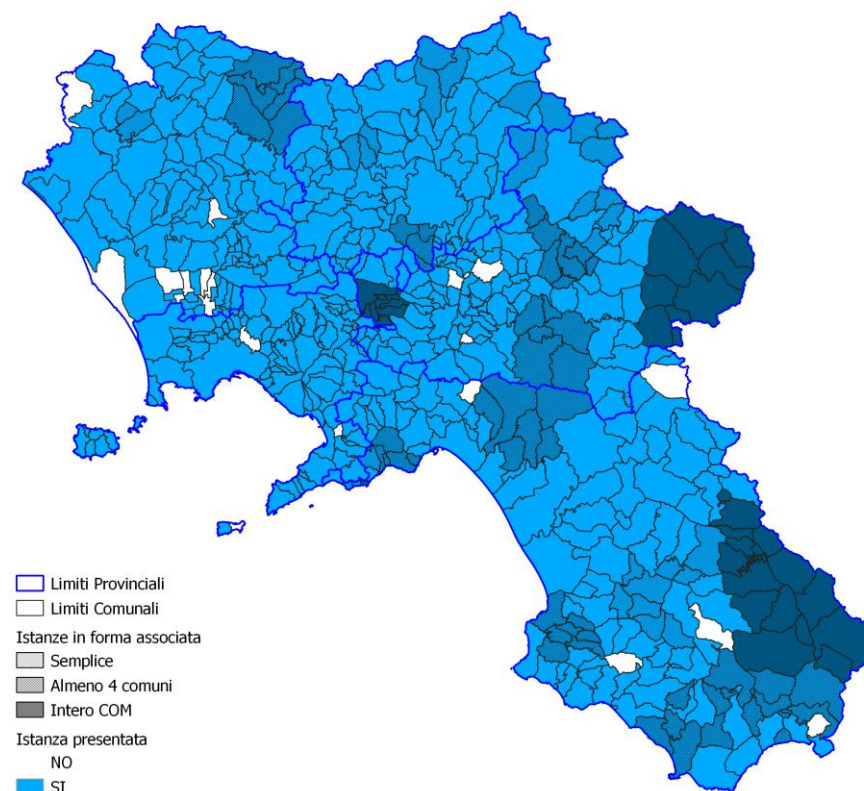 Limiti Provinciali
Limiti Comunali
Istanze in forma associata
Semplice
Almeno 4 comuni
Intero COM
Istanza presentata
NO
SI